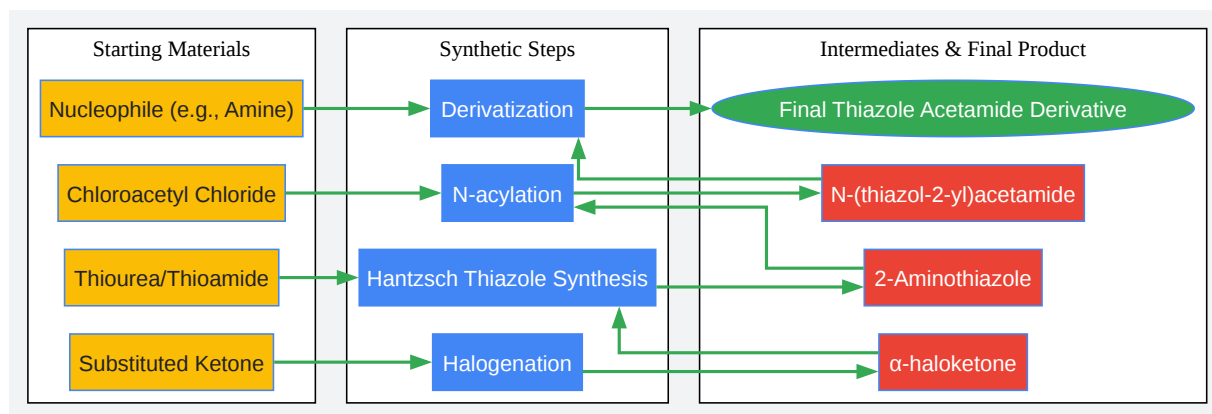 Starting Materials
Synthetic Steps
Intermediates & Final Product
Nucleophile (e.g., Amine)
Derivatization
Final Thiazole Acetamide Derivative
Chloroacetyl Chloride
N-acylation
N-(thiazol-2-yl)acetamide
Thiourea/Thioamide
Hantzsch Thiazole Synthesis
2-Aminothiazole
Substituted Ketone
Halogenation
α-haloketone